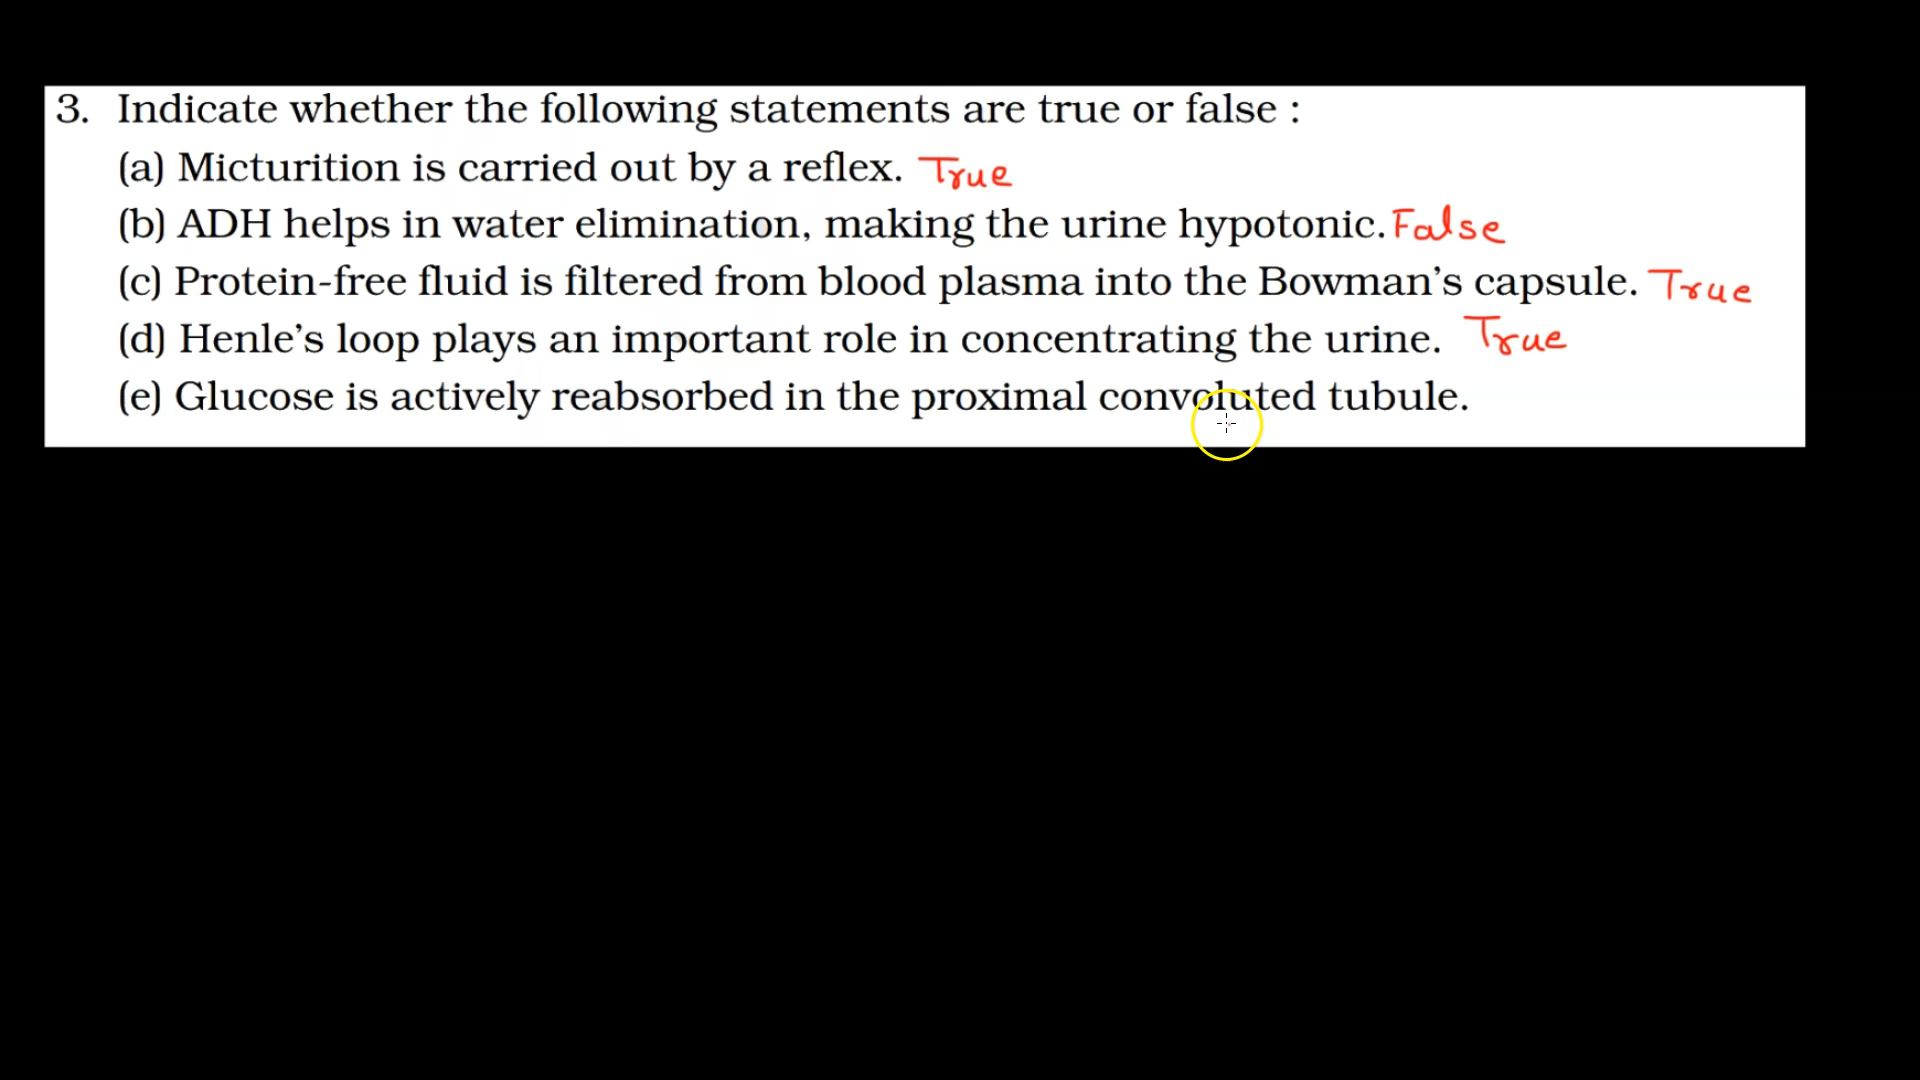 3. Indicate whether the following statements are true or false :
(a) Micturition is carried out by a reflex. True
(b) ADH helps in water elimination, making the urine hypotonic. False
(c) Protein-free fluid is filtered from blood plasma into the Bowman’s capsule. True
(d) Henle’s loop plays an important role in concentrating the urine. True
(e) Glucose is actively reabsorbed in the proximal convoluted tubule.